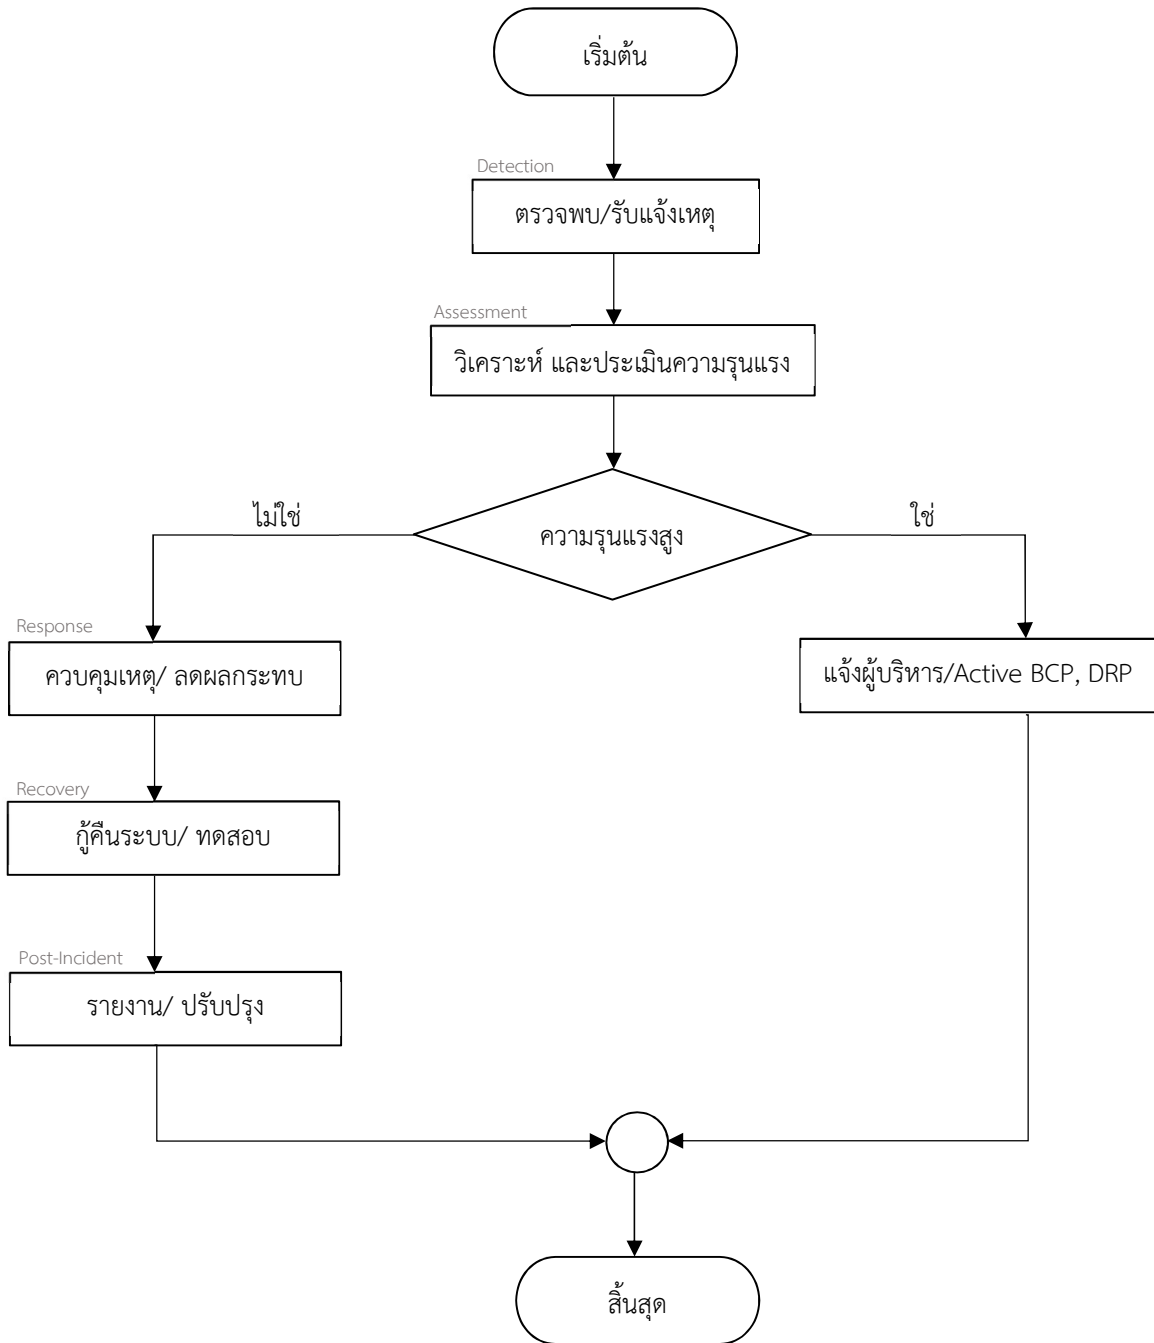 เริ่มต้น
Detection
ตรวจพบ/รับแจ้งเหตุ
Assessment
วิเคราะห์ และประเมินความรุนแรง
ไม่ใช่
ความรุนแรงสูง
ใช่
Response
ควบคุมเหตุ/ ลดผลกระทบ
แจ้งผู้บริหาร/Active BCP, DRP
Recovery
กู้คืนระบบ/ ทดสอบ
Post-Incident
รายงาน/ ปรับปรุง
สิ้นสุด